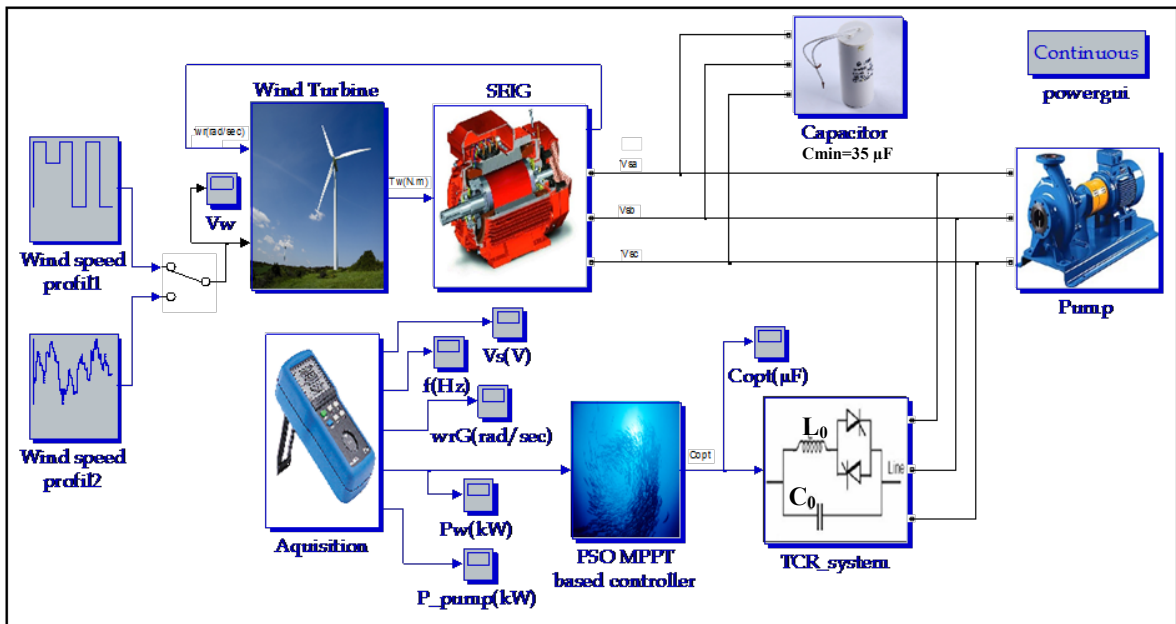 Continuous
powergui
Capacitor
Cmin=35 µF
Wind Turbine
SEIG
wr(rad/sec)
Tw(N.m)
Vsa
Vsb
Vsc
Vw
Wind speed
profil1
Wind speed
profil2
Pump
Vs(V)
f(Hz)
wrG(rad/sec)
Pw(kW)
P_pump(kW)
Aquisition
PSO MPPT
based controller
Copt
Copt(µF)
L0
C0
Line
TCR_system